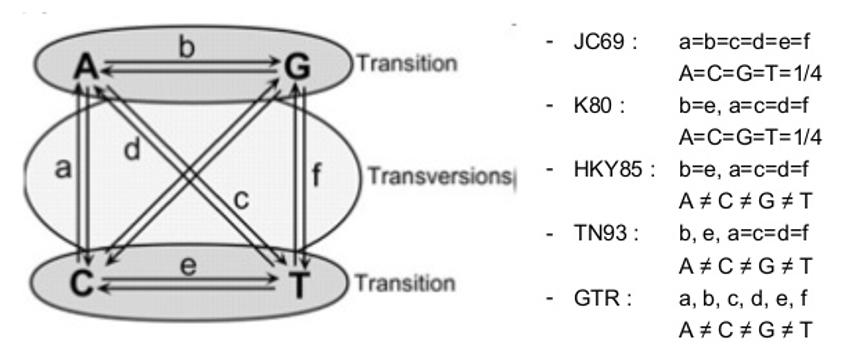 A b G Transition
a d c f Transversions
C e T Transition
- JC69 : a=b=c=d=e=f
A=C=G=T=1/4
- K80 : b=e, a=c=d=f
A=C=G=T=1/4
- HKY85 : b=e, a=c=d=f
A ≠ C ≠ G ≠ T
- TN93 : b, e, a=c=d=f
A ≠ C ≠ G ≠ T
- GTR : a, b, c, d, e, f
A ≠ C ≠ G ≠ T